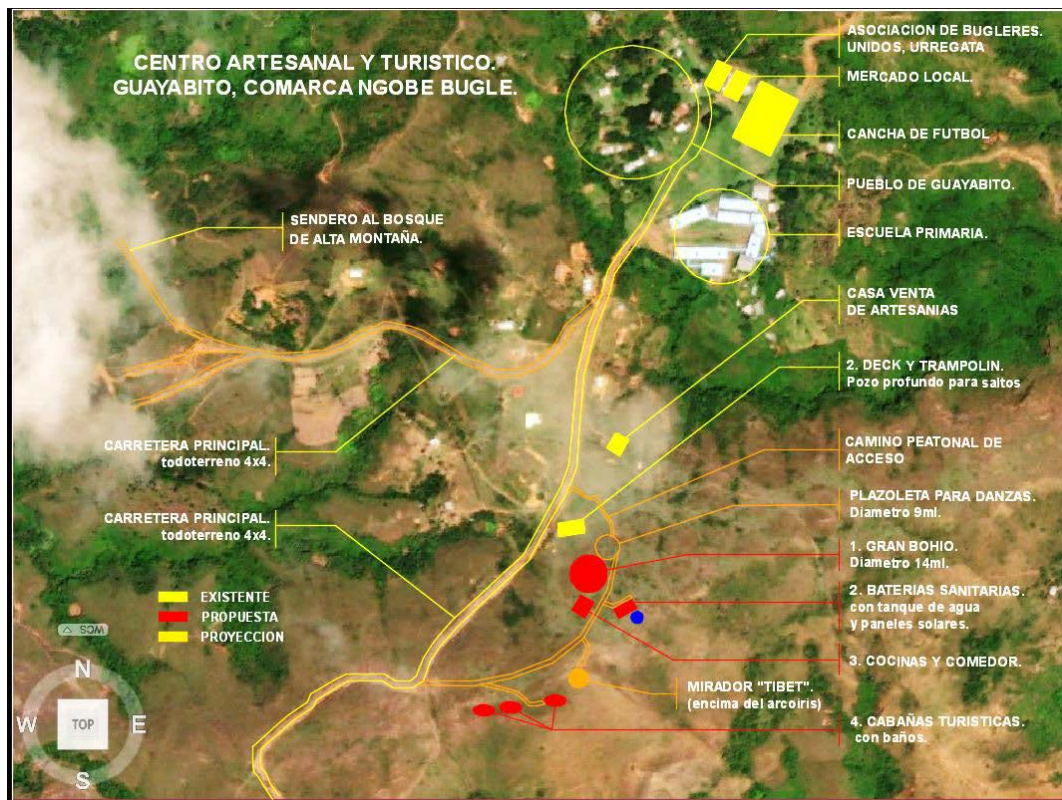 CENTRO ARTESANAL Y TURISTICO.
GUAYABITO, COMARCA NGOBE BUGLE.
ASOCIACION DE BUGLERES.
UNIDOS, URREGATA
MERCADO LOCAL.
CANCHA DE FUTBOL
PUEBLO DE GUAYABITO.
ESCUELA PRIMARIA.
SENDERO AL BOSQUE
DE ALTA MONTAÑA.
CASA VENTA
DE ARTESANIAS
2. DECK Y TRAMPOLIN.
Pozo profundo para saltos
CARRETERA PRINCIPAL.
todoterreno 4x4.
CAMINO PEATONAL DE
ACCESO
PLAZOLETA PARA DANZAS.
Diametro 9ml.
CARRETERA PRINCIPAL.
todoterreno 4x4.
1. GRAN BOHIO.
Diametro 14ml.
2. BATERIAS SANITARIAS.
con tanque de agua
y paneles solares.
EXISTENTE
PROPUESTA
PROYECCION
3. COCINAS Y COMEDOR.
MIRADOR "TIBET".
(encima del arcoiris)
4. CABAÑAS TURISTICAS.
con baños.
WCS
N
W
TOP
E
S